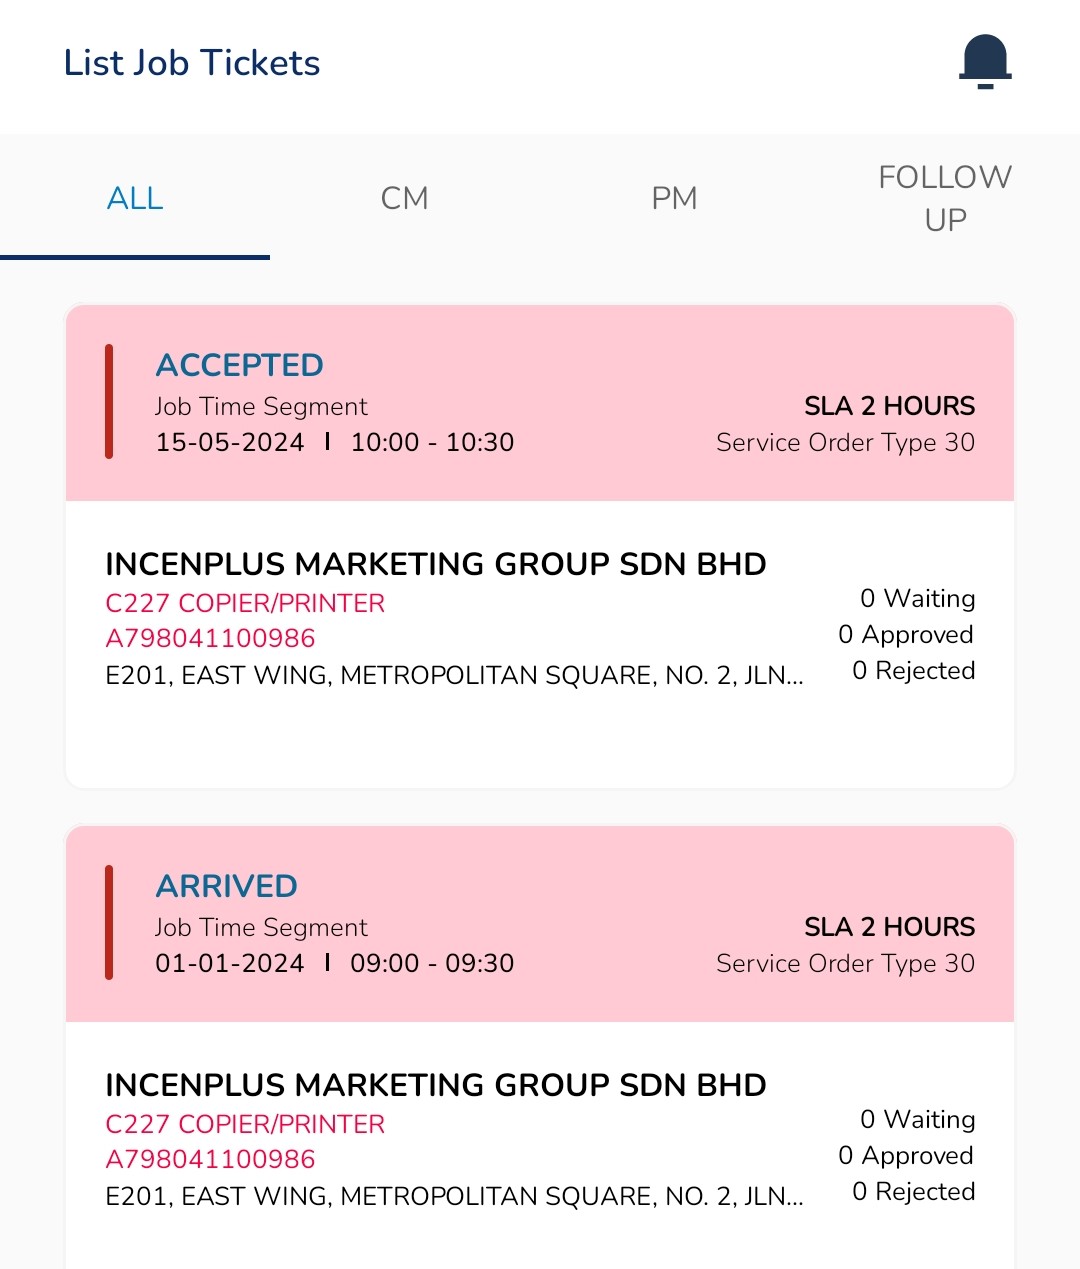 List Job Tickets
ALL
CM
PM
FOLLOW
UP
ACCEPTED
Job Time Segment
SLA 2 HOURS
15-05-2024 | 10:00 - 10:30
Service Order Type 30
INCENPLUS MARKETING GROUP SDN BHD
C227 COPIER/PRINTER
0 Waiting
A798041100986
0 Approved
E201, EAST WING, METROPOLITAN SQUARE, NO. 2, JLN...
0 Rejected
ARRIVED
Job Time Segment
SLA 2 HOURS
01-01-2024 | 09:00 - 09:30
Service Order Type 30
INCENPLUS MARKETING GROUP SDN BHD
C227 COPIER/PRINTER
0 Waiting
A798041100986
0 Approved
E201, EAST WING, METROPOLITAN SQUARE, NO. 2, JLN...
0 Rejected